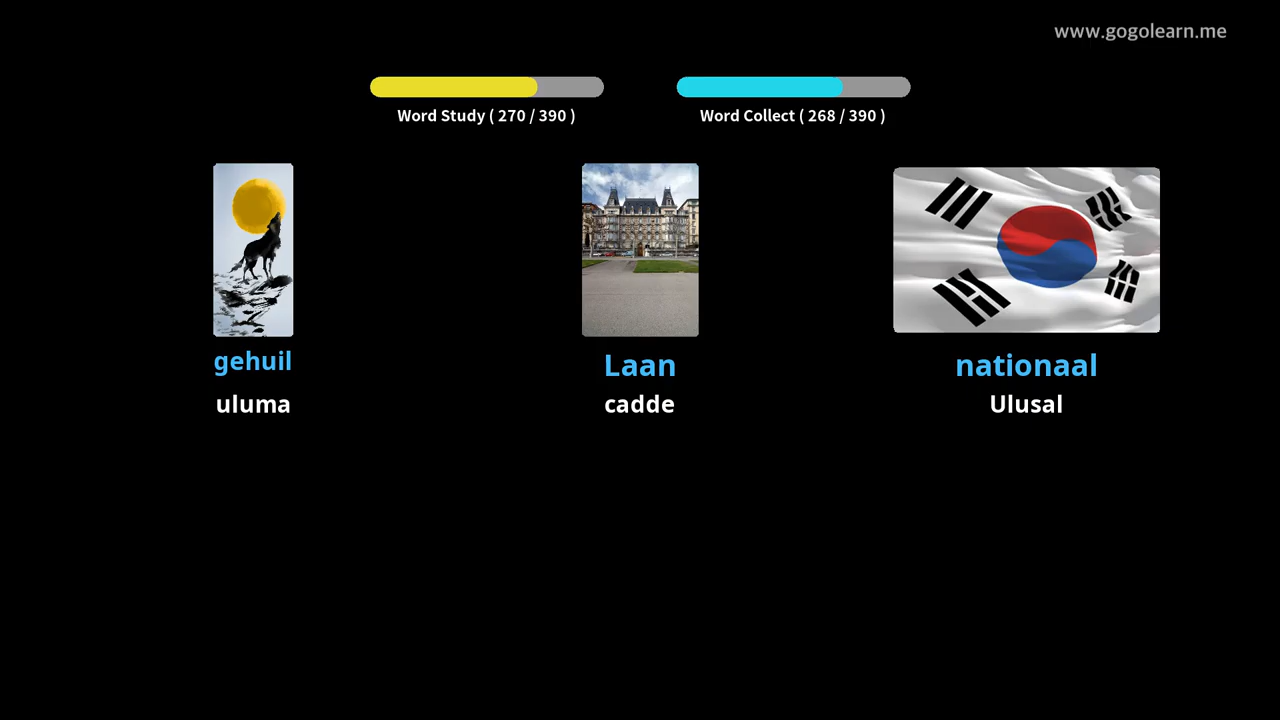 www.gogolearn.me
Word Study ( 270 / 390 )
Word Collect ( 268 / 390 )
gehuil
Laan
nationaal
uluma
cadde
Ulusal